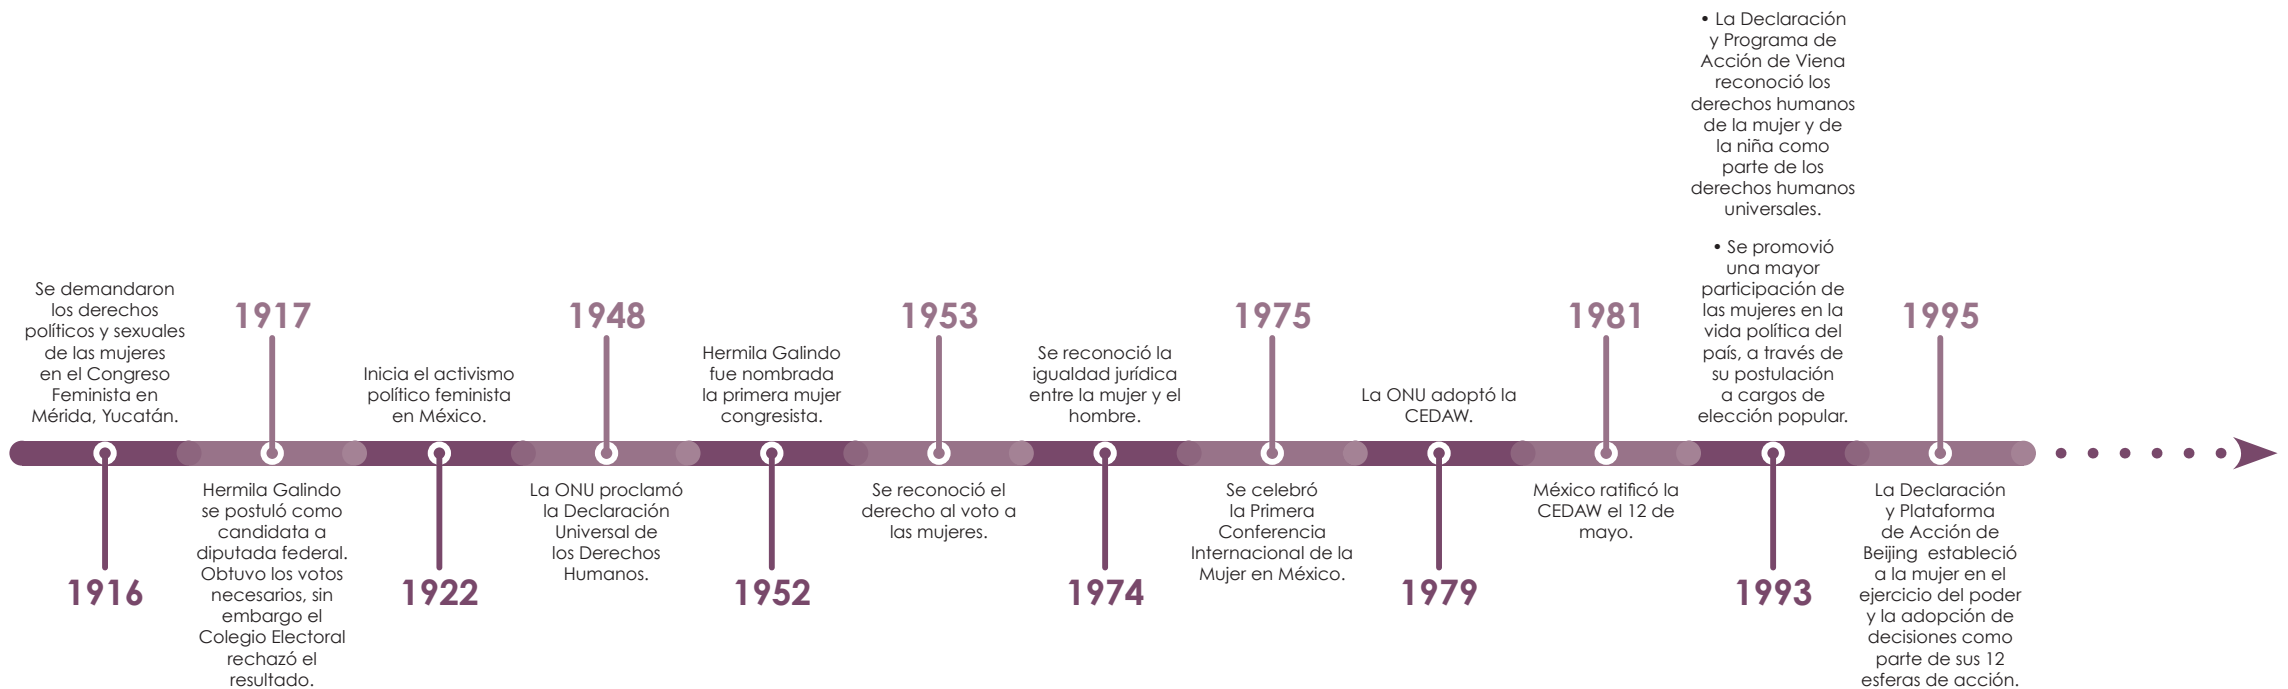 Se demandaron
los derechos
políticos y sexuales
de las mujeres
en el Congreso
Feminista en
Mérida, Yucatán.
1916
1917
Hermila Galindo
se postuló como
candidata a
diputada federal.
Obtuvo los votos
necesarios, sin
embargo el
Colegio Electoral
rechazó el
resultado.
Inicia el activismo
político feminista
en México.
1922
1948
La ONU proclamó
la Declaración
Universal de
los Derechos
Humanos.
Hermila Galindo
fue nombrada
la primera mujer
congresista.
1952
1953
Se reconoció el
derecho al voto a
las mujeres.
Se reconoció la
igualdad jurídica
entre la mujer y el
hombre.
1974
1975
Se celebró
la Primera
Conferencia
Internacional de la
Mujer en México.
La ONU adoptó la
CEDAW.
1979
1981
México ratificó la
CEDAW el 12 de
mayo.
• La Declaración
y Programa de
Acción de Viena
reconoció los
derechos humanos
de la mujer y de
la niña como
parte de los
derechos humanos
universales.
• Se promovió
una mayor
participación de
las mujeres en la
vida política del
país, a través de
su postulación
a cargos de
elección popular.
1993
1995
La Declaración
y Plataforma
de Acción de
Beijing estableció
a la mujer en el
ejercicio del poder
y la adopción de
decisiones como
parte de sus 12
esferas de acción.